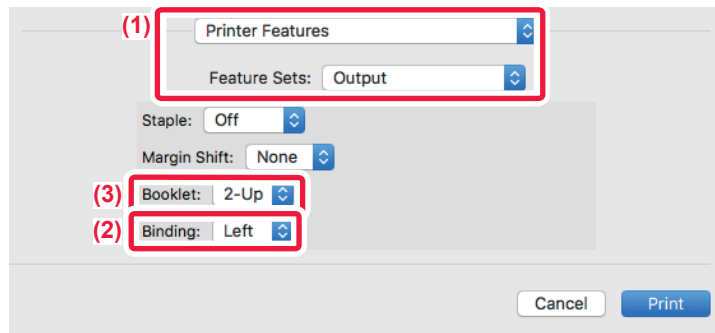 (1) Printer Features
Feature Sets: Output
Staple: Off
Margin Shift: None
(3) Booklet: 2-Up
(2) Binding: Left
Cancel Print